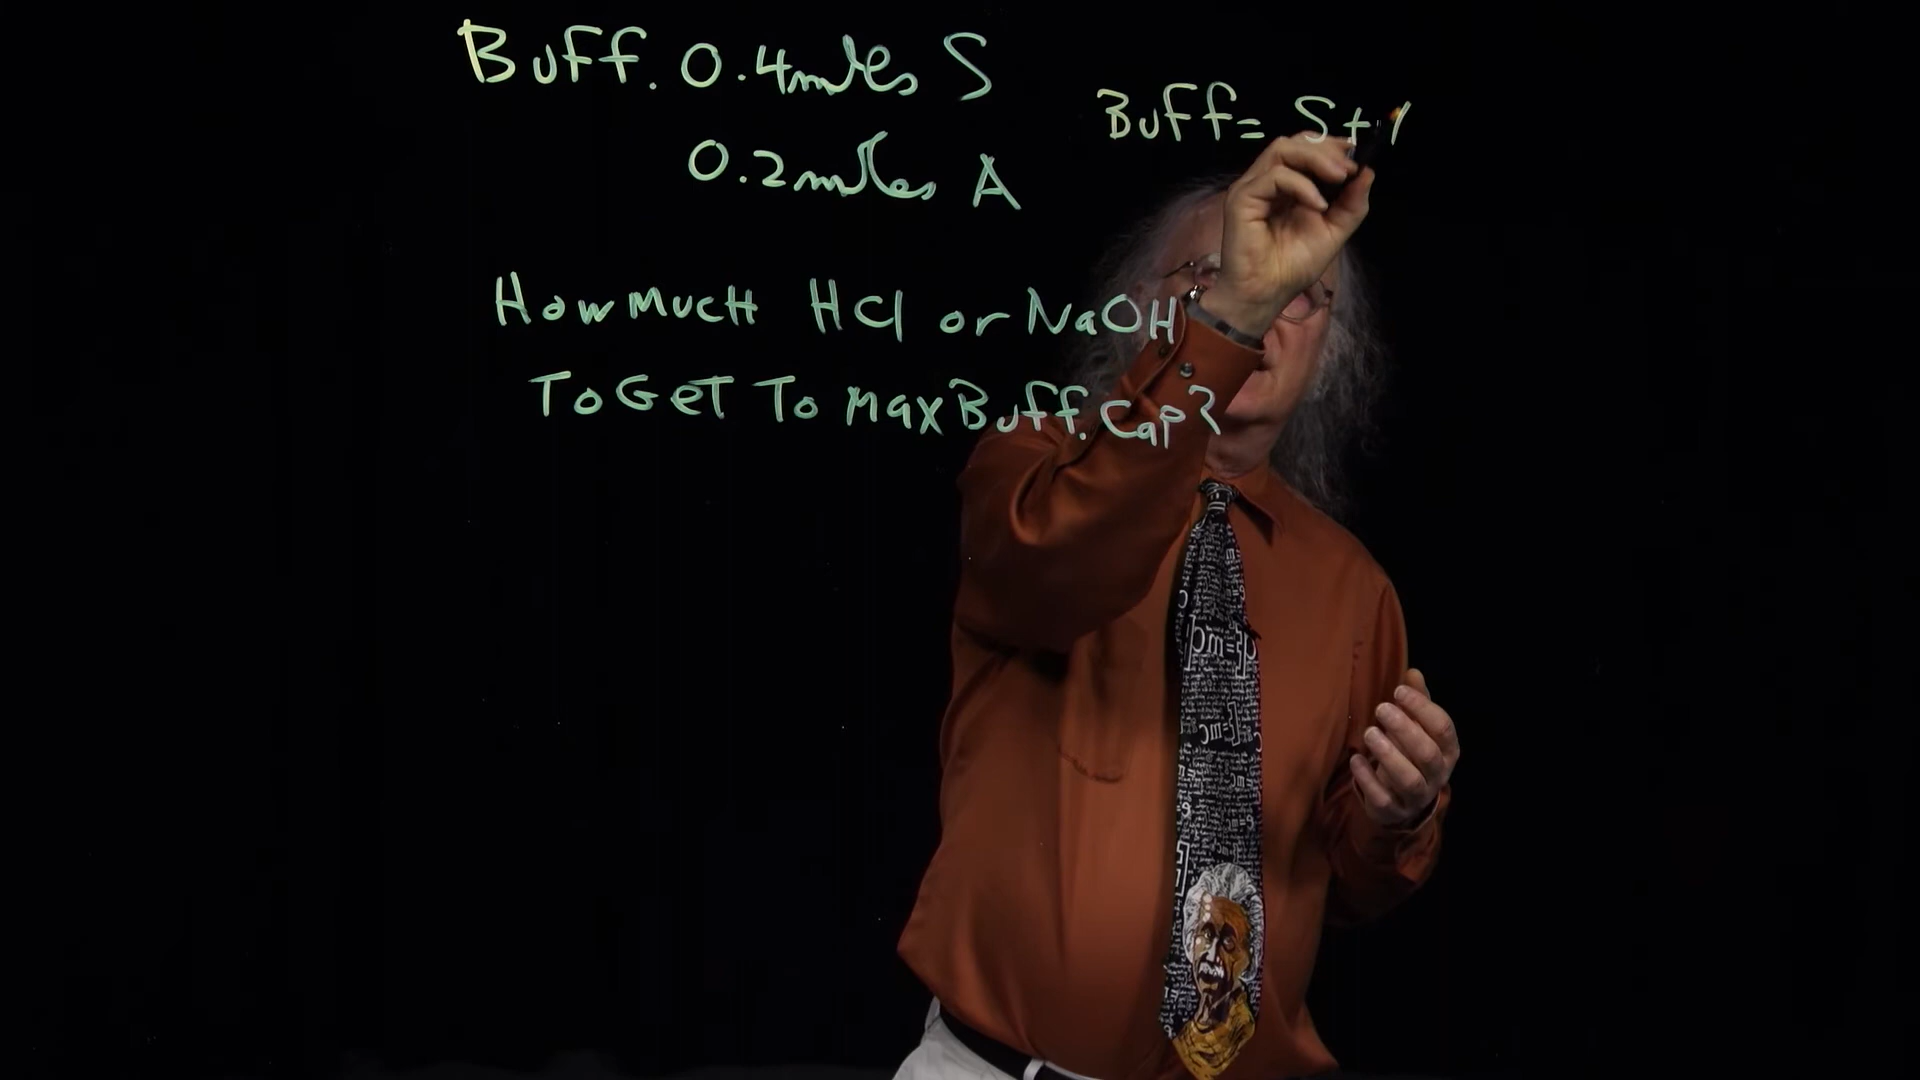 Buff. 0.4 moles S
0.2 moles A
Buff = S +
How much HCl or NaOH
To Get To max Buff. Cap?